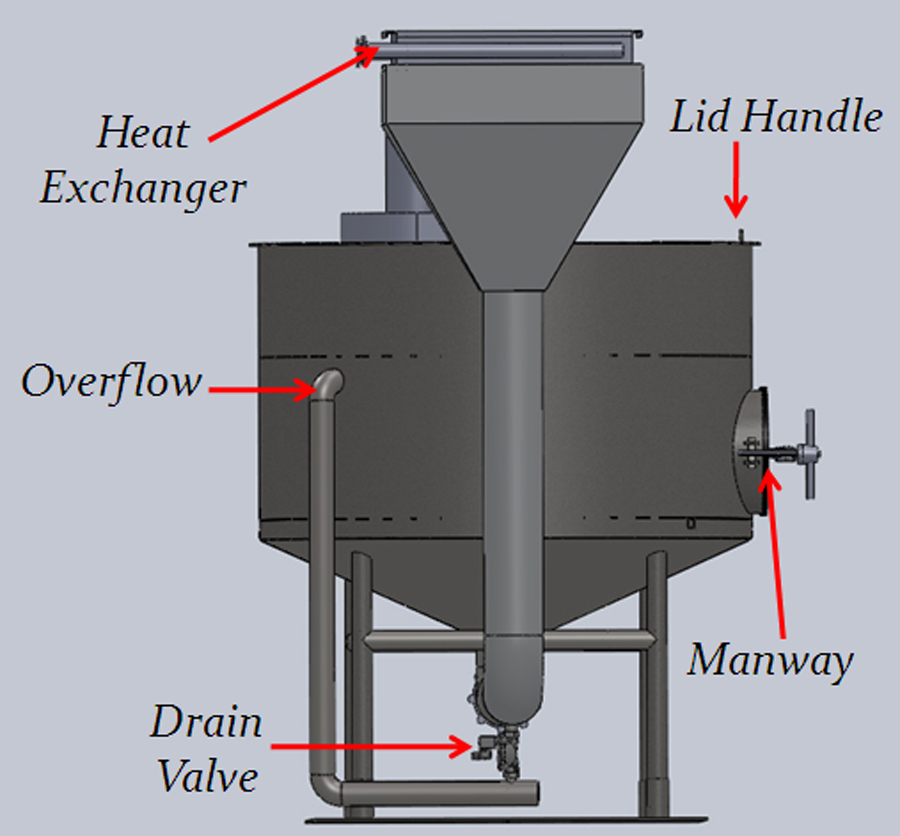 Heat
Exchanger
Lid Handle
Overflow
Manway
Drain
Valve